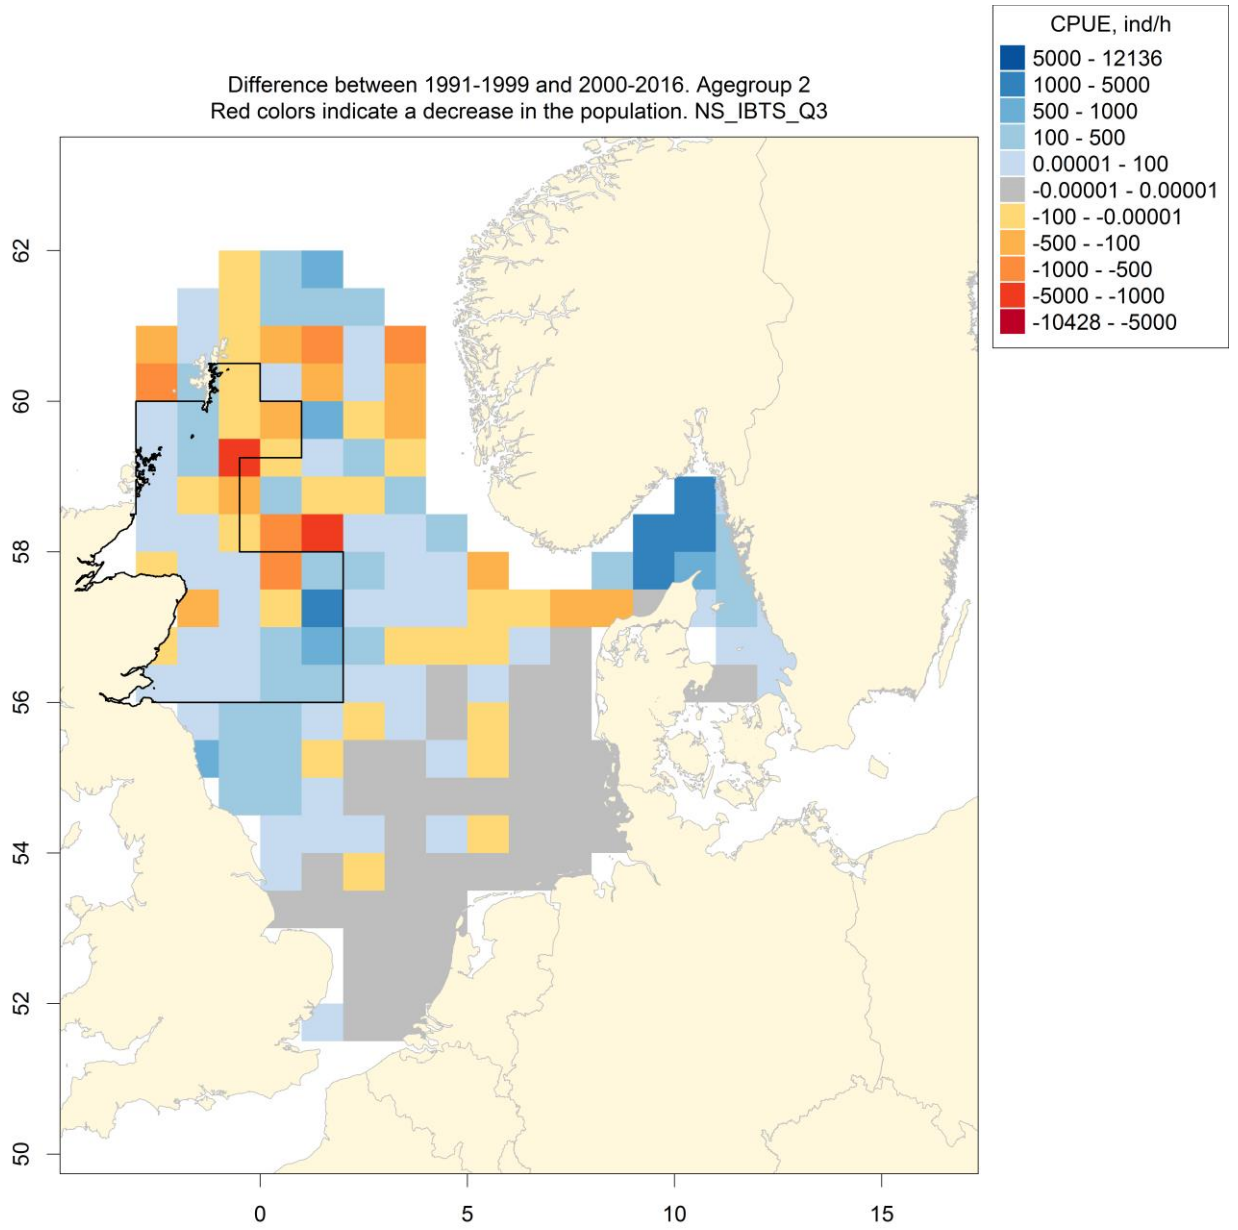 CPUE, ind/h
5000 - 12136
1000 - 5000
500 - 1000
100 - 500
0.00001 - 100
-0.00001 - 0.00001
-100 - -0.00001
-500 - -100
-1000 - -500
-5000 - -1000
-10428 - -5000
Difference between 1991-1999 and 2000-2016. Agegroup 2
Red colors indicate a decrease in the population. NS_IBTS_Q3
62
60
58
56
54
52
50
0 5 10 15